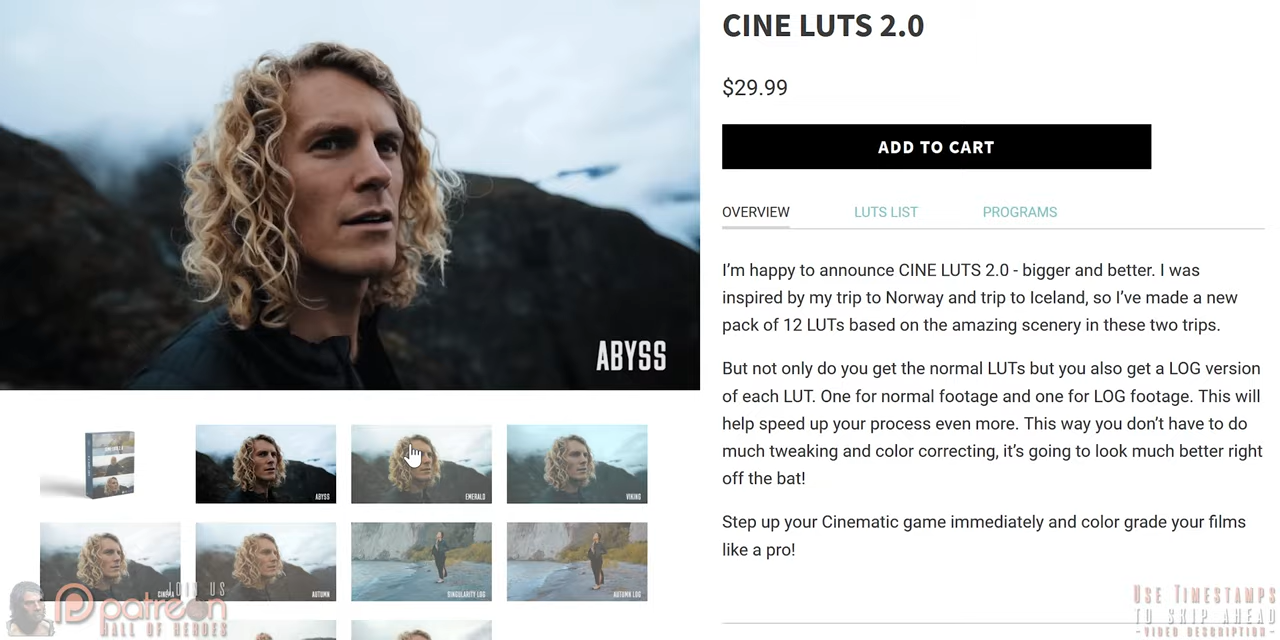 CINE LUTS 2.0
$29.99
ADD TO CART
OVERVIEW
LUTS LIST
PROGRAMS
I'm happy to announce CINE LUTS 2.0 - bigger and better. I was
inspired by my trip to Norway and trip to Iceland, so I've made a new
pack of 12 LUTs based on the amazing scenery in these two trips.
But not only do you get the normal LUTs but you also get a LOG version
of each LUT. One for normal footage and one for LOG footage. This will
help speed up your process even more. This way you don't have to do
much tweaking and color correcting, it's going to look much better right
off the bat!
Step up your Cinematic game immediately and color grade your films
like a pro!
ABYSS
ABYSS
EMERALD
VIKING
AUTUMN
SINGULARITY LOG
AUTUMN LOG
JOIN US
patreon
HALL OF HEROES
USE TIMESTAMPS
TO SKIP AHEAD
-VIDEO DESCRIPTION-